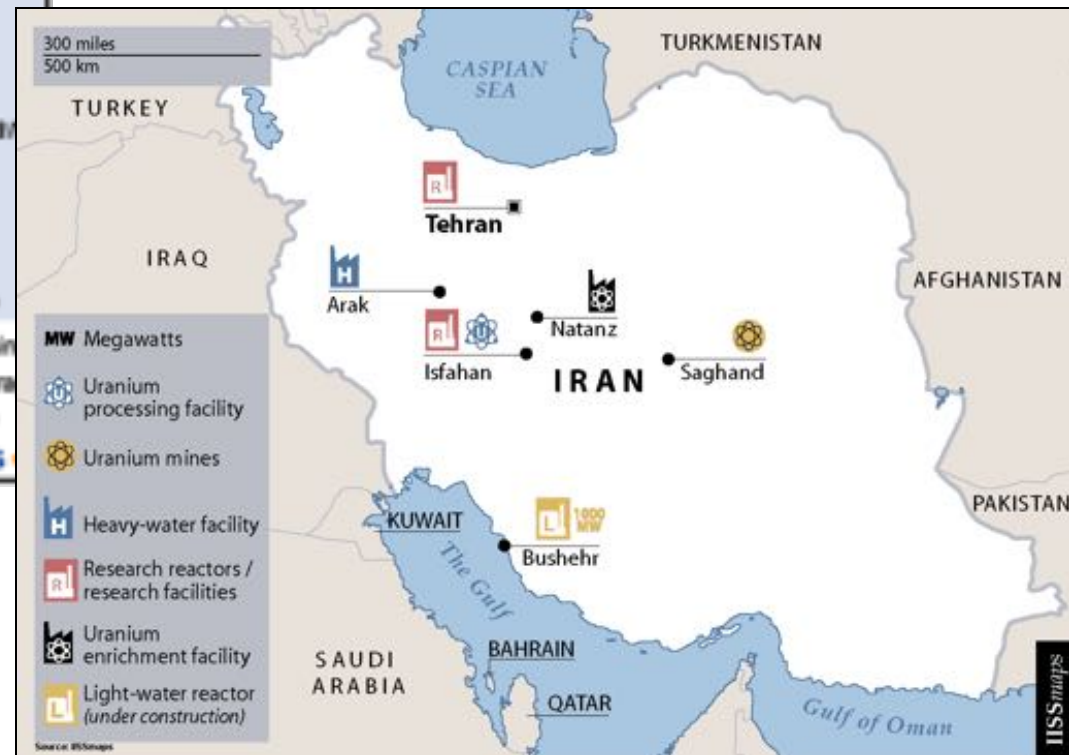 300 miles
500 km
TURKMENISTAN
CASPIAN
SEA
TURKEY
R
Tehran
IRAQ
AFGHANISTAN
H
Arak
Natanz
R U
Isfahan
IRAN
Saghand
MW Megawatts
U Uranium
processing facility
Uranium mines
H Heavy-water facility
R Research reactors /
research facilities
Uranium
enrichment facility
L Light-water reactor
(under construction)
Source: IISSmaps
PAKISTAN
KUWAIT
L 1000
MW
Bushehr
The Gulf
BAHRAIN
SAUDI
ARABIA
QATAR
Gulf of Oman
IISSmaps